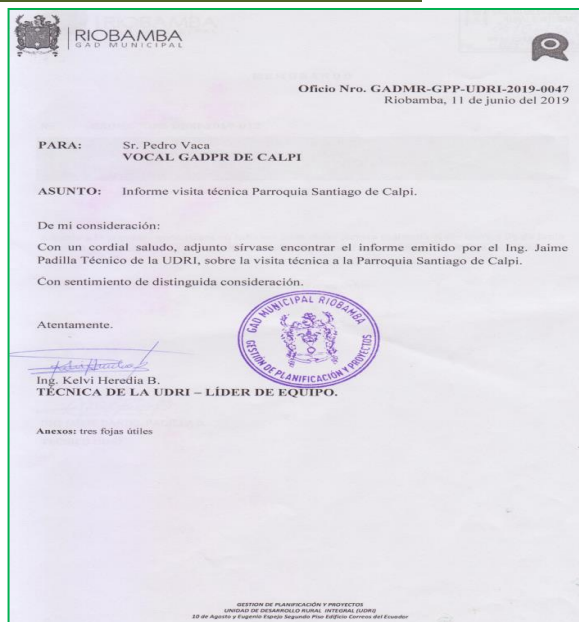 RIOBAMBA
GAD MUNICIPAL
Oficio Nro. GADMR-GPP-UDRI-2019-0047
Riobamba, 11 de junio del 2019
PARA: Sr. Pedro Vaca
VOCAL GADPR DE CALPI
ASUNTO: Informe visita técnica Parroquia Santiago de Calpi.
De mi consideración:
Con un cordial saludo, adjunto sírvase encontrar el informe emitido por el Ing. Jaime
Padilla Técnico de la UDRI, sobre la visita técnica a la Parroquia Santiago de Calpi.
Con sentimiento de distinguida consideración.
Atentamente.
GAD MUNICIPAL RIOBAMBA
GESTIÓN DE PLANIFICACIÓN Y PROYECTOS
Ing. Kelvi Heredia B.
TÉCNICA DE LA UDRI – LÍDER DE EQUIPO.
Anexos: tres fojas útiles
GESTIÓN DE PLANIFICACIÓN Y PROYECTOS
UNIDAD DE DESARROLLO RURAL INTEGRAL (UDRI)
10 de Agosto y Eugenio Espejo Segundo Piso Edificio Correos del Ecuador